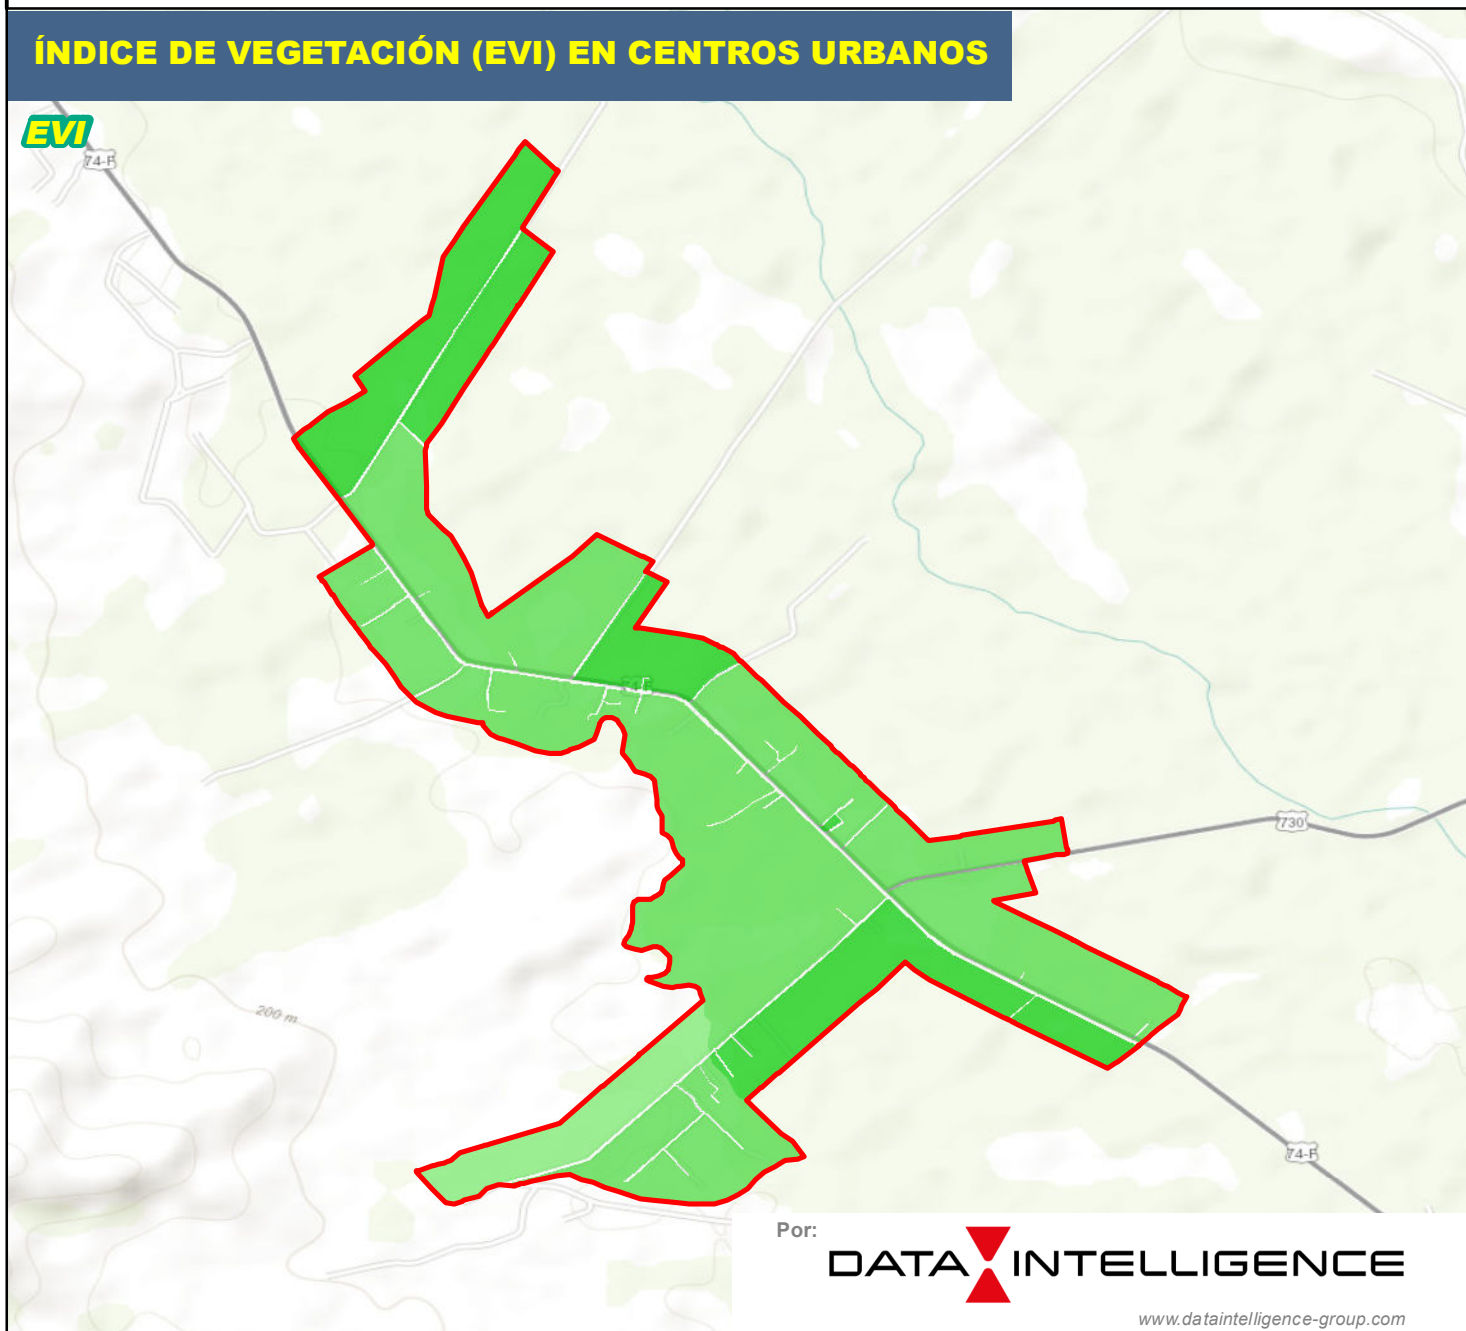 ÍNDICE DE VEGETACIÓN (EVI) EN CENTROS URBANOS
EVI
74-F
74-F
730
200 m
74-F
Por:
DATA INTELLIGENCE
www.dataintelligence-group.com